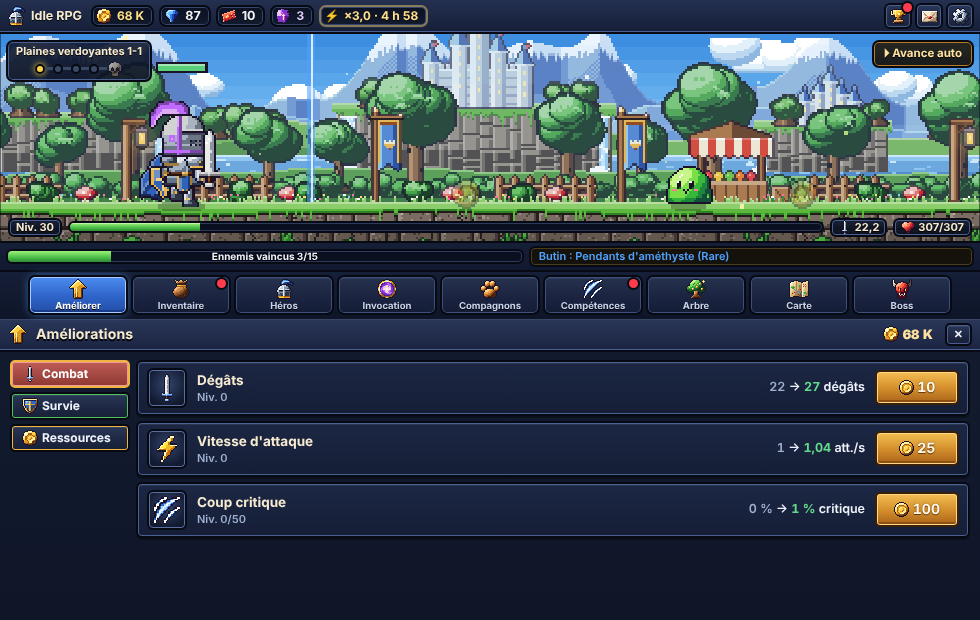 Idle RPG
68 K
87
10
3
×3,0 · 4 h 58
Plaines verdoyantes 1-1
Avance auto
Niv. 30
22,2
307/307
Ennemis vaincus 3/15
Butin : Pendants d'améthyste (Rare)
Améliorer
Inventaire
Héros
Invocation
Compagnons
Compétences
Arbre
Carte
Boss
Améliorations
68 K
×
Combat
Survie
Ressources
Dégâts
Niv. 0
22 → 27 dégâts
10
Vitesse d'attaque
Niv. 0
1 → 1,04 att./s
25
Coup critique
Niv. 0/50
0 % → 1 % critique
100